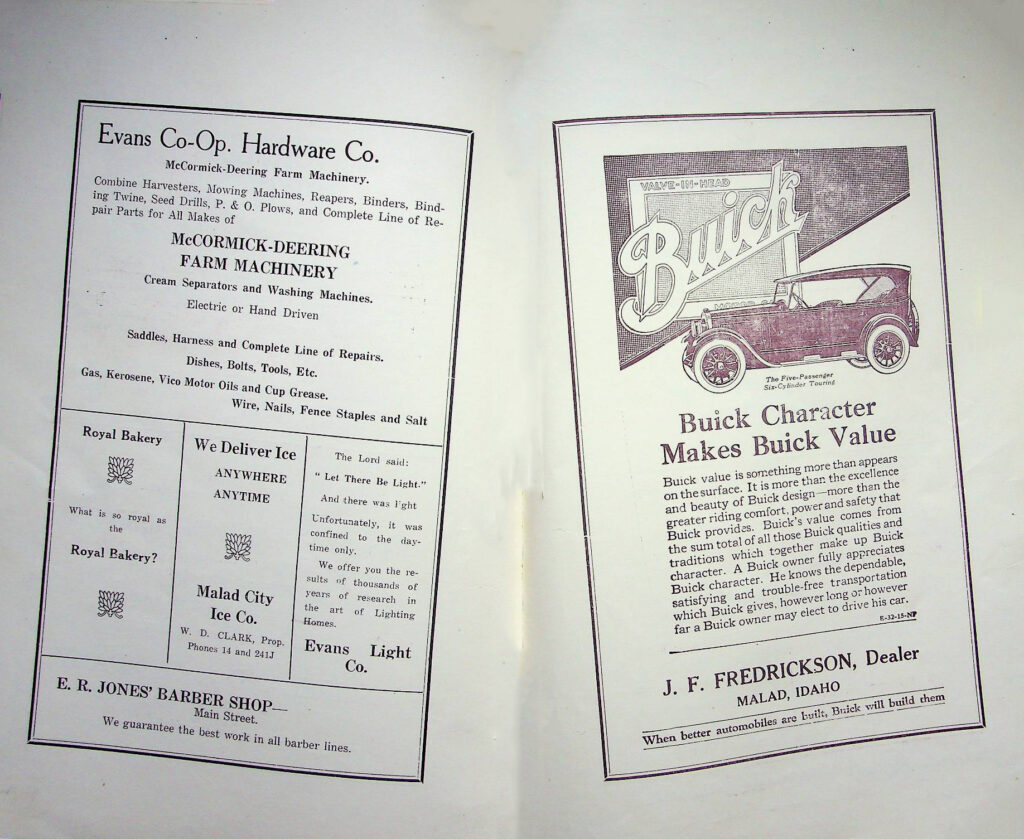 Evans Co-Op. Hardware Co.
McCormick-Deering Farm Machinery.
Combine Harvesters, Mowing Machines, Reapers, Binders, Bind-
ing Twine, Seed Drills, P. & O. Plows, and Complete Line of Re-
pair Parts for All Makes of
McCORMICK-DEERING
FARM MACHINERY
Cream Separators and Washing Machines.
Electric or Hand Driven
Saddles, Harness and Complete Line of Repairs.
Dishes, Bolts, Tools, Etc.
Gas, Kerosene, Vico Motor Oils and Cup Grease.
Wire, Nails, Fence Staples and Salt
Royal Bakery
What is so royal as
the
Royal Bakery?
We Deliver Ice
ANYWHERE
ANYTIME
Malad City
Ice Co.
W. D. CLARK, Prop.
Phones 14 and 241J
The Lord said:
"Let There Be Light."
And there was light
Unfortunately, it was
confined to the day-
time only.
We offer you the re-
sults of thousands of
years of research in
the art of Lighting
Homes.
Evans Light
Co.
E. R. JONES' BARBER SHOP—
Main Street.
We guarantee the best work in all barber lines.
VALVE-IN-HEAD
Buick
MOTOR
The Five-Passenger
Six-Cylinder Touring
Buick Character
Makes Buick Value
Buick value is something more than appears
on the surface. It is more than the excellence
and beauty of Buick design—more than the
greater riding comfort, power and safety that
Buick provides. Buick's value comes from
the sum total of all those Buick qualities and
traditions which together make up Buick
character. A Buick owner fully appreciates
Buick character. He knows the dependable,
satisfying and trouble-free transportation
which Buick gives, however long or however
far a Buick owner may elect to drive his car.
E-32-15-NP
J. F. FREDRICKSON, Dealer
MALAD, IDAHO
When better automobiles are built, Buick will build them